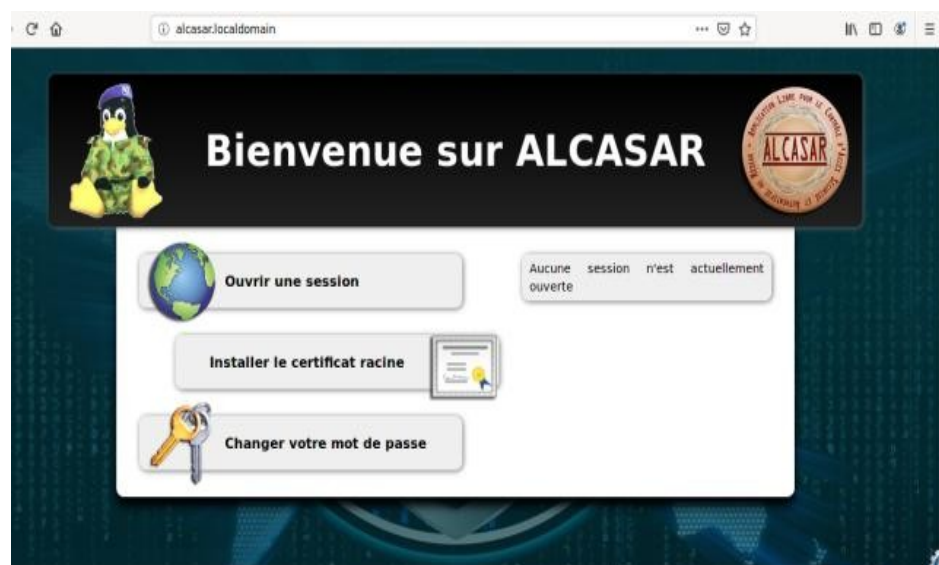 alcasar.localdomain
Bienvenue sur ALCASAR
ALCASAR
Ouvrir une session
Aucune session n'est actuellement
ouverte
Installer le certificat racine
Changer votre mot de passe